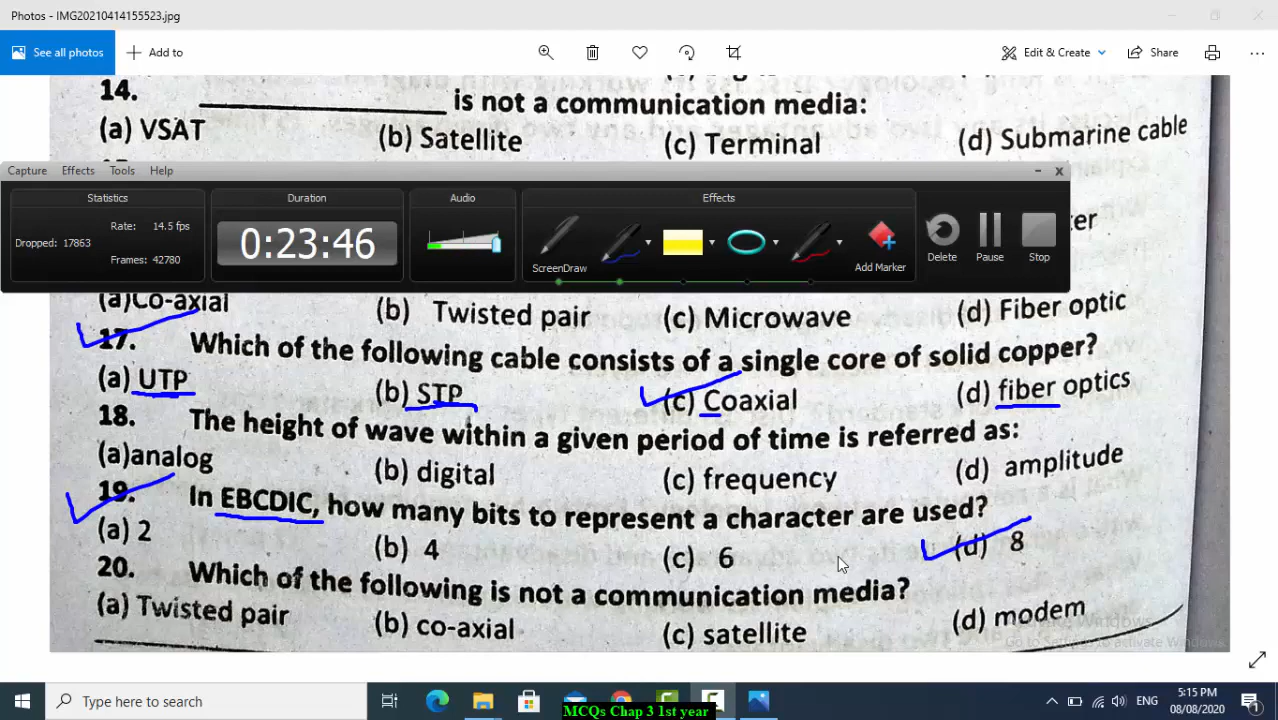 Photos - IMG20210414155523.jpg
See all photos
Add to
Edit & Create
Share
14. ____________ is not a communication media:
(a) VSAT (b) Satellite (c) Terminal (d) Submarine cable
Capture Effects Tools Help
Statistics
Duration
Audio
Effects
Rate: 14.5 fps
Dropped: 17863
Frames: 42780
0:23:46
ScreenDraw
Add Marker
Delete
Pause
Stop
(a)Co-axial (b) Twisted pair (c) Microwave (d) Fiber optic
17. Which of the following cable consists of a single core of solid copper?
(a) UTP (b) STP (c) Coaxial (d) fiber optics
18. The height of wave within a given period of time is referred as:
(a)analog (b) digital (c) frequency (d) amplitude
19. In EBCDIC, how many bits to represent a character are used?
(a) 2 (b) 4 (c) 6 (d) 8
20. Which of the following is not a communication media?
(a) Twisted pair (b) co-axial (c) satellite (d) modem
Go to Settings to activate Windows.
Type here to search
MCQs Chap 3 1st year
ENG
5:15 PM
08/08/2020